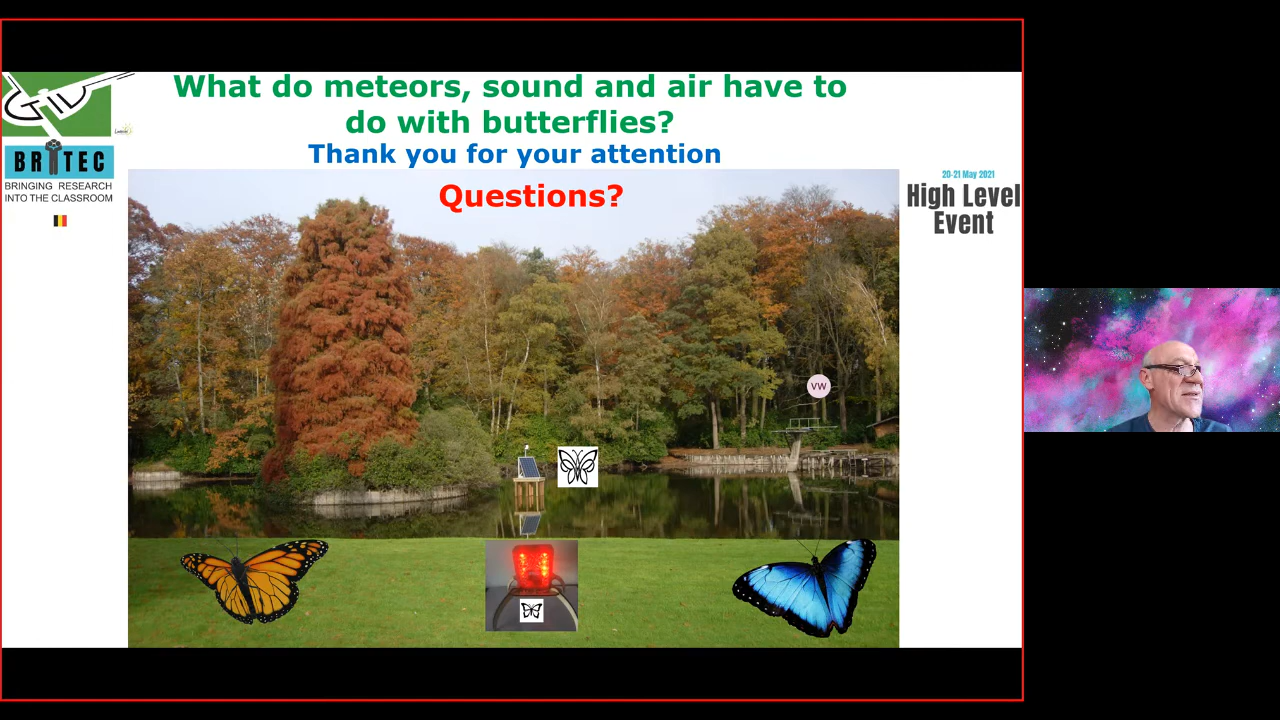 What do meteors, sound and air have to
do with butterflies?
Thank you for your attention
Questions?
BRITEC
BRINGING RESEARCH
INTO THE CLASSROOM
20-21 May 2021
High Level
Event
VW